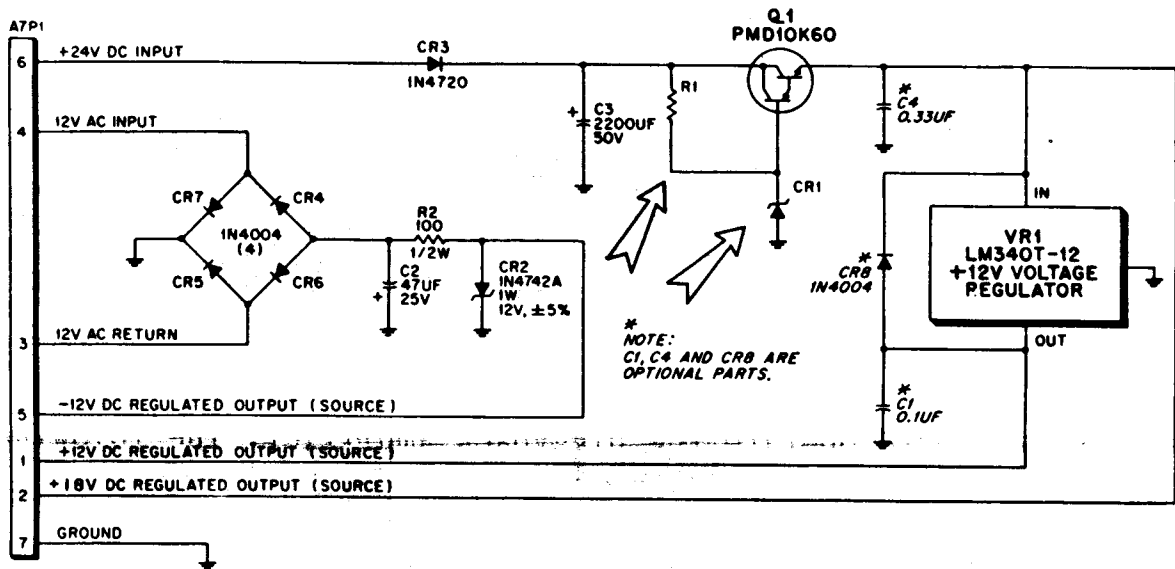 A7P1
6
+24V DC INPUT
CR3
1N4720
Q1
PMD10K60
R1
+
C3
2200UF
50V
*
C4
0.33UF
4
12V AC INPUT
CR7
CR4
1N4004
(4)
CR5
CR6
R2
100
1/2W
+
C2
47UF
25V
CR2
1N4742A
1W
12V, ±5%
CR1
IN
VR1
LM340T-12
+12V VOLTAGE
REGULATOR
OUT
*
CR8
1N4004
*
NOTE:
C1, C4 AND CR8 ARE
OPTIONAL PARTS.
*
C1
0.1UF
3
12V AC RETURN
5
-12V DC REGULATED OUTPUT (SOURCE)
1
+12V DC REGULATED OUTPUT (SOURCE)
2
+18V DC REGULATED OUTPUT (SOURCE)
7
GROUND